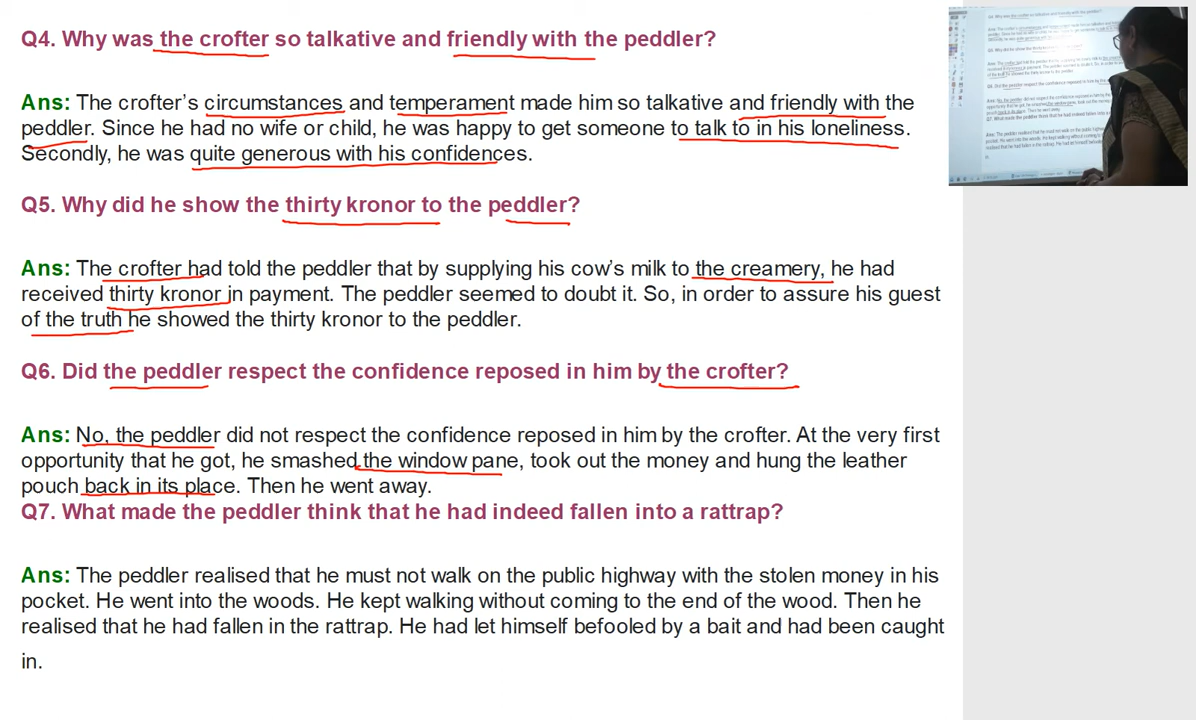 Q4. Why was the crofter so talkative and friendly with the peddler?
Ans: The crofter's circumstances and temperament made him so talkative and friendly with the
peddler. Since he had no wife or child, he was happy to get someone to talk to in his loneliness.
Secondly, he was quite generous with his confidences.
Q5. Why did he show the thirty kronor to the peddler?
Ans: The crofter had told the peddler that by supplying his cow's milk to the creamery, he had
received thirty kronor in payment. The peddler seemed to doubt it. So, in order to assure his guest
of the truth he showed the thirty kronor to the peddler.
Q6. Did the peddler respect the confidence reposed in him by the crofter?
Ans: No, the peddler did not respect the confidence reposed in him by the crofter. At the very first
opportunity that he got, he smashed the window pane, took out the money and hung the leather
pouch back in its place. Then he went away.
Q7. What made the peddler think that he had indeed fallen into a rattrap?
Ans: The peddler realised that he must not walk on the public highway with the stolen money in his
pocket. He went into the woods. He kept walking without coming to the end of the wood. Then he
realised that he had fallen in the rattrap. He had let himself befooled by a bait and had been caught
in.